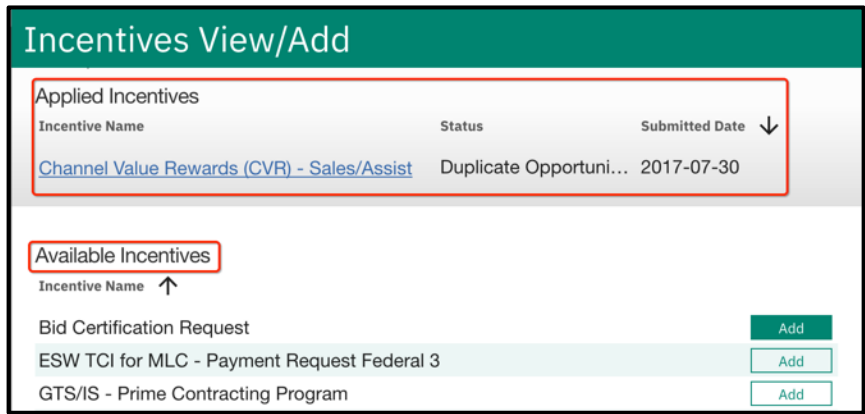 Incentives View/Add
Applied Incentives
Incentive Name Status Submitted Date
Channel Value Rewards (CVR) - Sales/Assist Duplicate Opportuni... 2017-07-30
Available Incentives
Incentive Name
Bid Certification Request Add
ESW TCI for MLC - Payment Request Federal 3 Add
GTS/IS - Prime Contracting Program Add